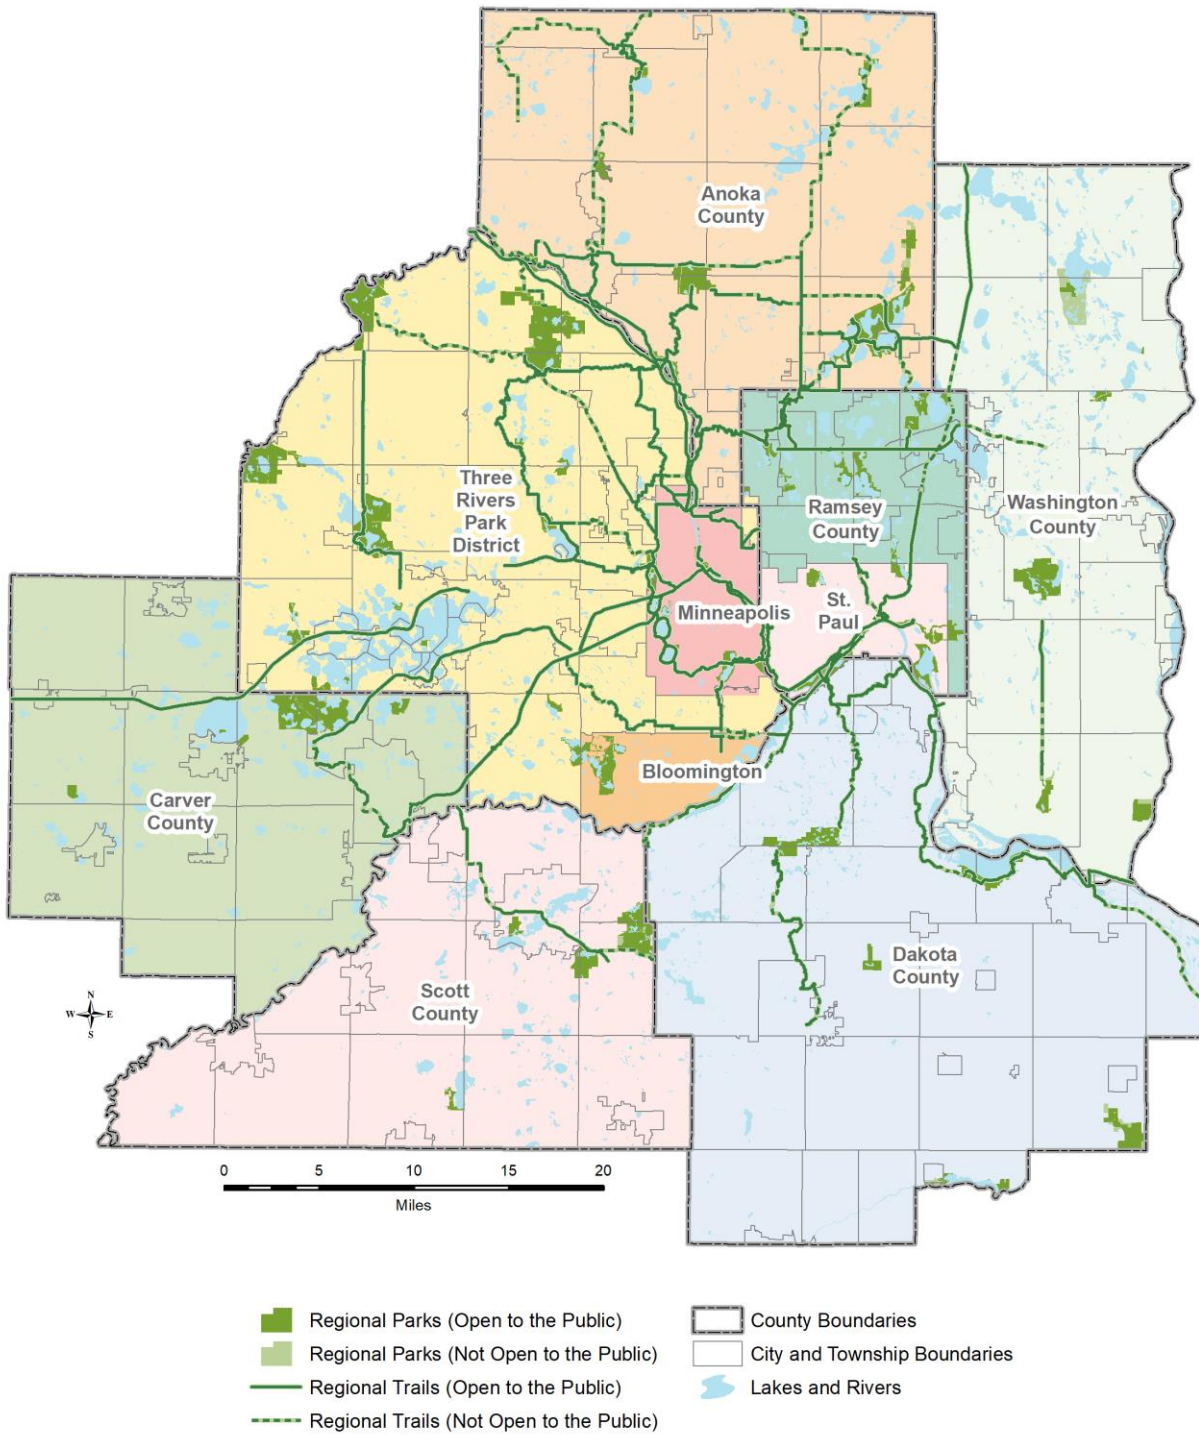 Anoka
County
Three
Rivers
Park
District
Ramsey
County
Washington
County
Minneapolis
St.
Paul
Bloomington
Carver
County
Dakota
County
Scott
County
N
W E
S
0 5 10 15 20
Miles
Regional Parks (Open to the Public)
Regional Parks (Not Open to the Public)
Regional Trails (Open to the Public)
Regional Trails (Not Open to the Public)
County Boundaries
City and Township Boundaries
Lakes and Rivers